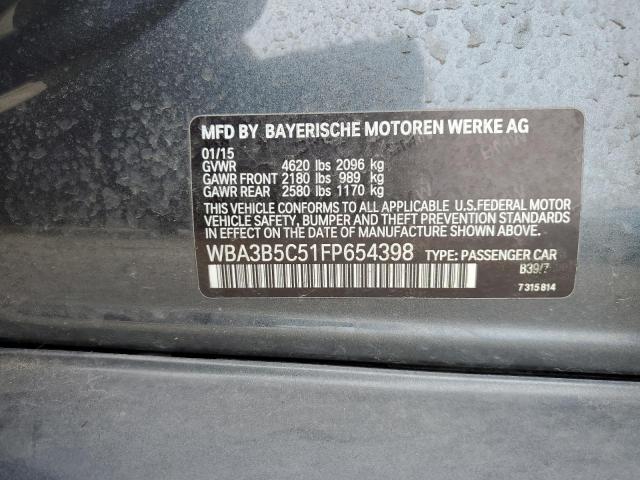 MFD BY BAYERISCHE MOTOREN WERKE AG
01/15
GVWR 4620 lbs 2096 kg
GAWR FRONT 2180 lbs 989 kg
GAWR REAR 2580 lbs 1170 kg
THIS VEHICLE CONFORMS TO ALL APPLICABLE U.S.FEDERAL MOTOR
VEHICLE SAFETY, BUMPER AND THEFT PREVENTION STANDARDS
IN EFFECT ON DATE OF MANUFACTURE SHOWN ABOVE.
WBA3B5C51FP654398 TYPE: PASSENGER CAR
B39/7
7315814